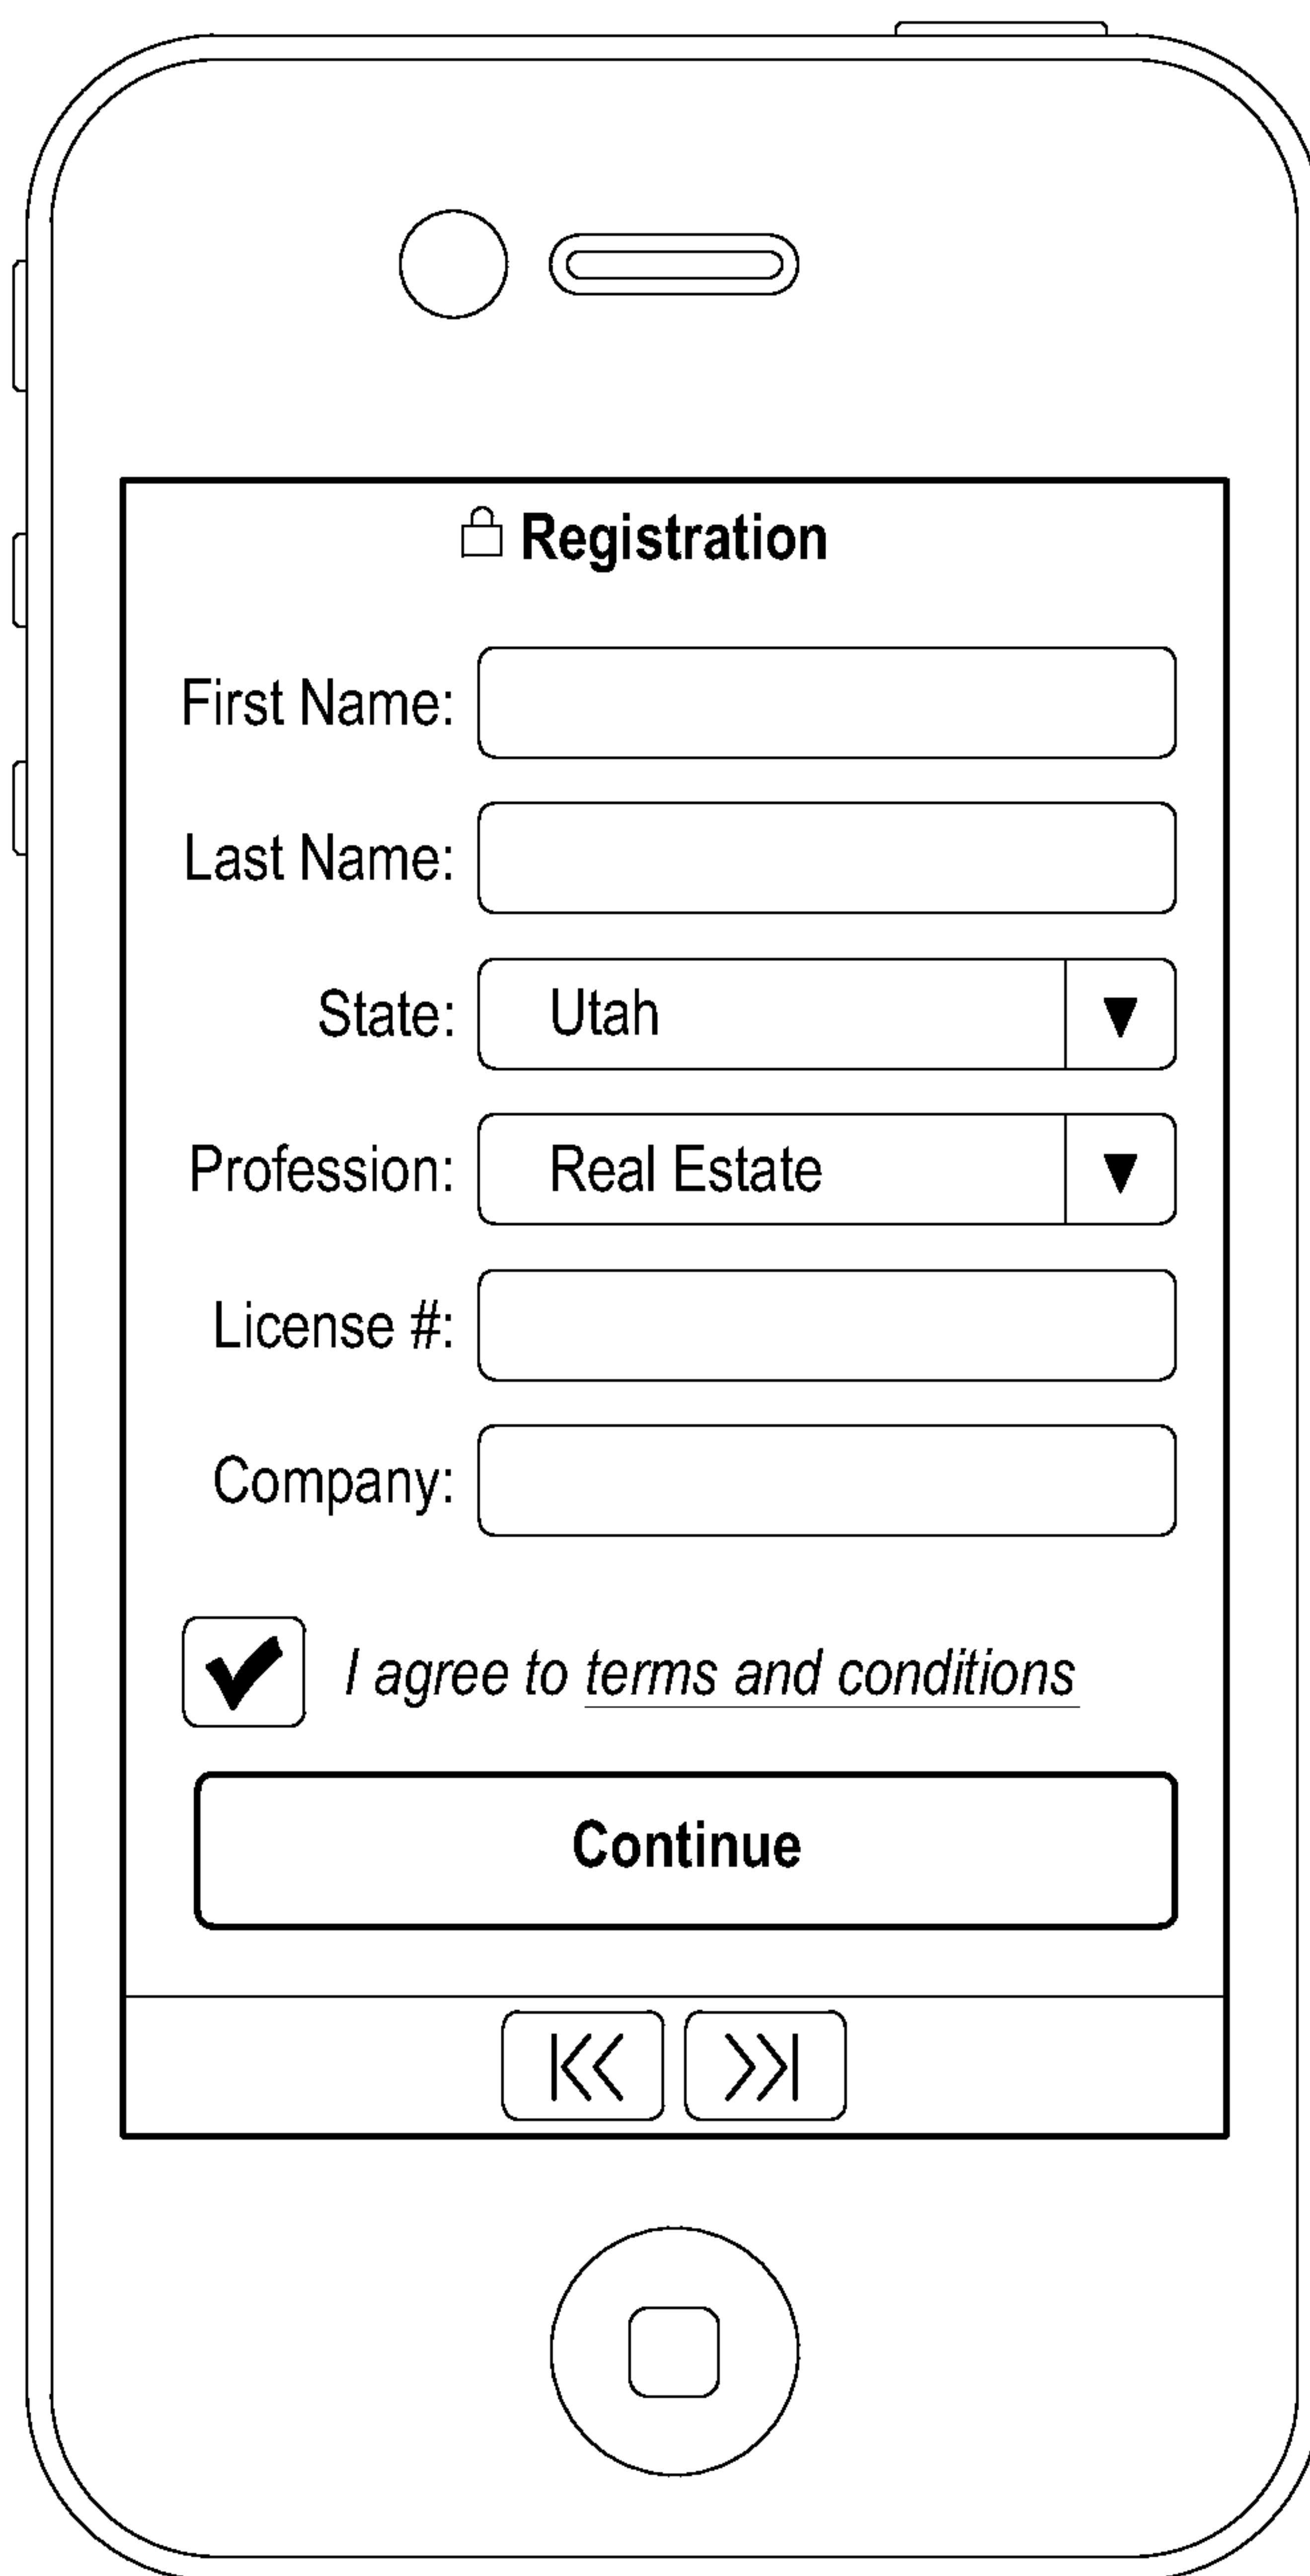 Registration
First Name:
Last Name:
State: Utah
Profession: Real Estate
License #:
Company:
I agree to terms and conditions
Continue